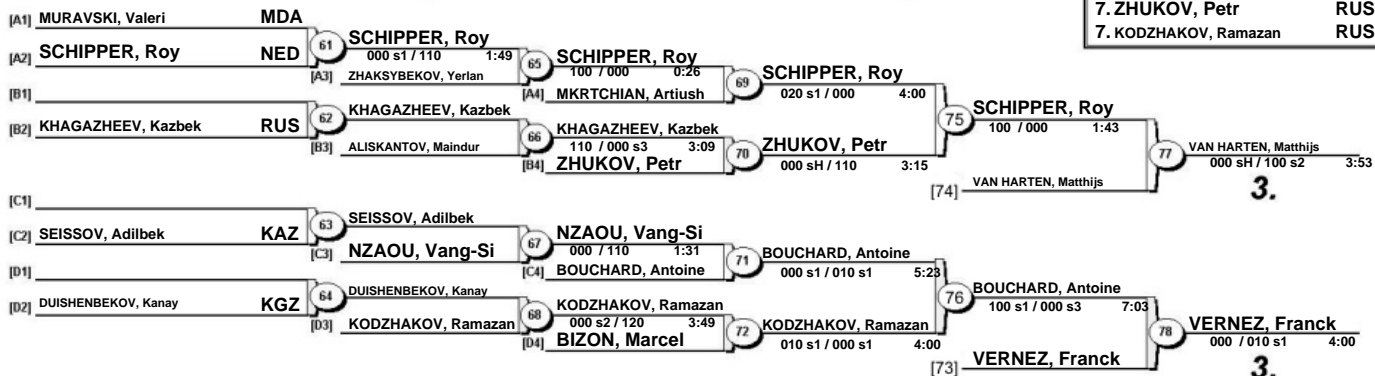 7. ZHUKOV, Petr RUS
7. KODZHAKOV, Ramazan RUS
[A1] MURAVSKI, Valeri MDA
[A2] SCHIPPER, Roy NED
61
SCHIPPER, Roy
000 s1 / 110 1:49
[A3] ZHAKSYBEKOV, Yerlan
65
SCHIPPER, Roy
100 / 000 0:26
[A4] MKRTCHIAN, Artiush
69
SCHIPPER, Roy
020 s1 / 000 4:00
[B1]
[B2] KHAGAZHEEV, Kazbek RUS
62
KHAGAZHEEV, Kazbek
[B3] ALISKANTOV, Maindur
66
KHAGAZHEEV, Kazbek
110 / 000 s3 3:09
[B4] ZHUKOV, Petr
70
ZHUKOV, Petr
000 sH / 110 3:15
75
SCHIPPER, Roy
100 / 000 1:43
[74] VAN HARTEN, Matthijs
77
VAN HARTEN, Matthijs
000 sH / 100 s2 3:53
3.
[C1]
[C2] SEISSOV, Adilbek KAZ
63
SEISSOV, Adilbek
[C3] NZAOU, Vang-Si
67
NZAOU, Vang-Si
000 / 110 1:31
[C4] BOUCHARD, Antoine
71
BOUCHARD, Antoine
000 s1 / 010 s1 5:23
[D1]
[D2] DUISHENBEKOV, Kanay KGZ
64
DUISHENBEKOV, Kanay
[D3] KODZHAKOV, Ramazan
68
KODZHAKOV, Ramazan
000 s2 / 120 3:49
[D4] BIZON, Marcel
72
KODZHAKOV, Ramazan
010 s1 / 000 s1 4:00
76
BOUCHARD, Antoine
100 s1 / 000 s3 7:03
[73] VERNEZ, Franck
78
VERNEZ, Franck
000 / 010 s1 4:00
3.